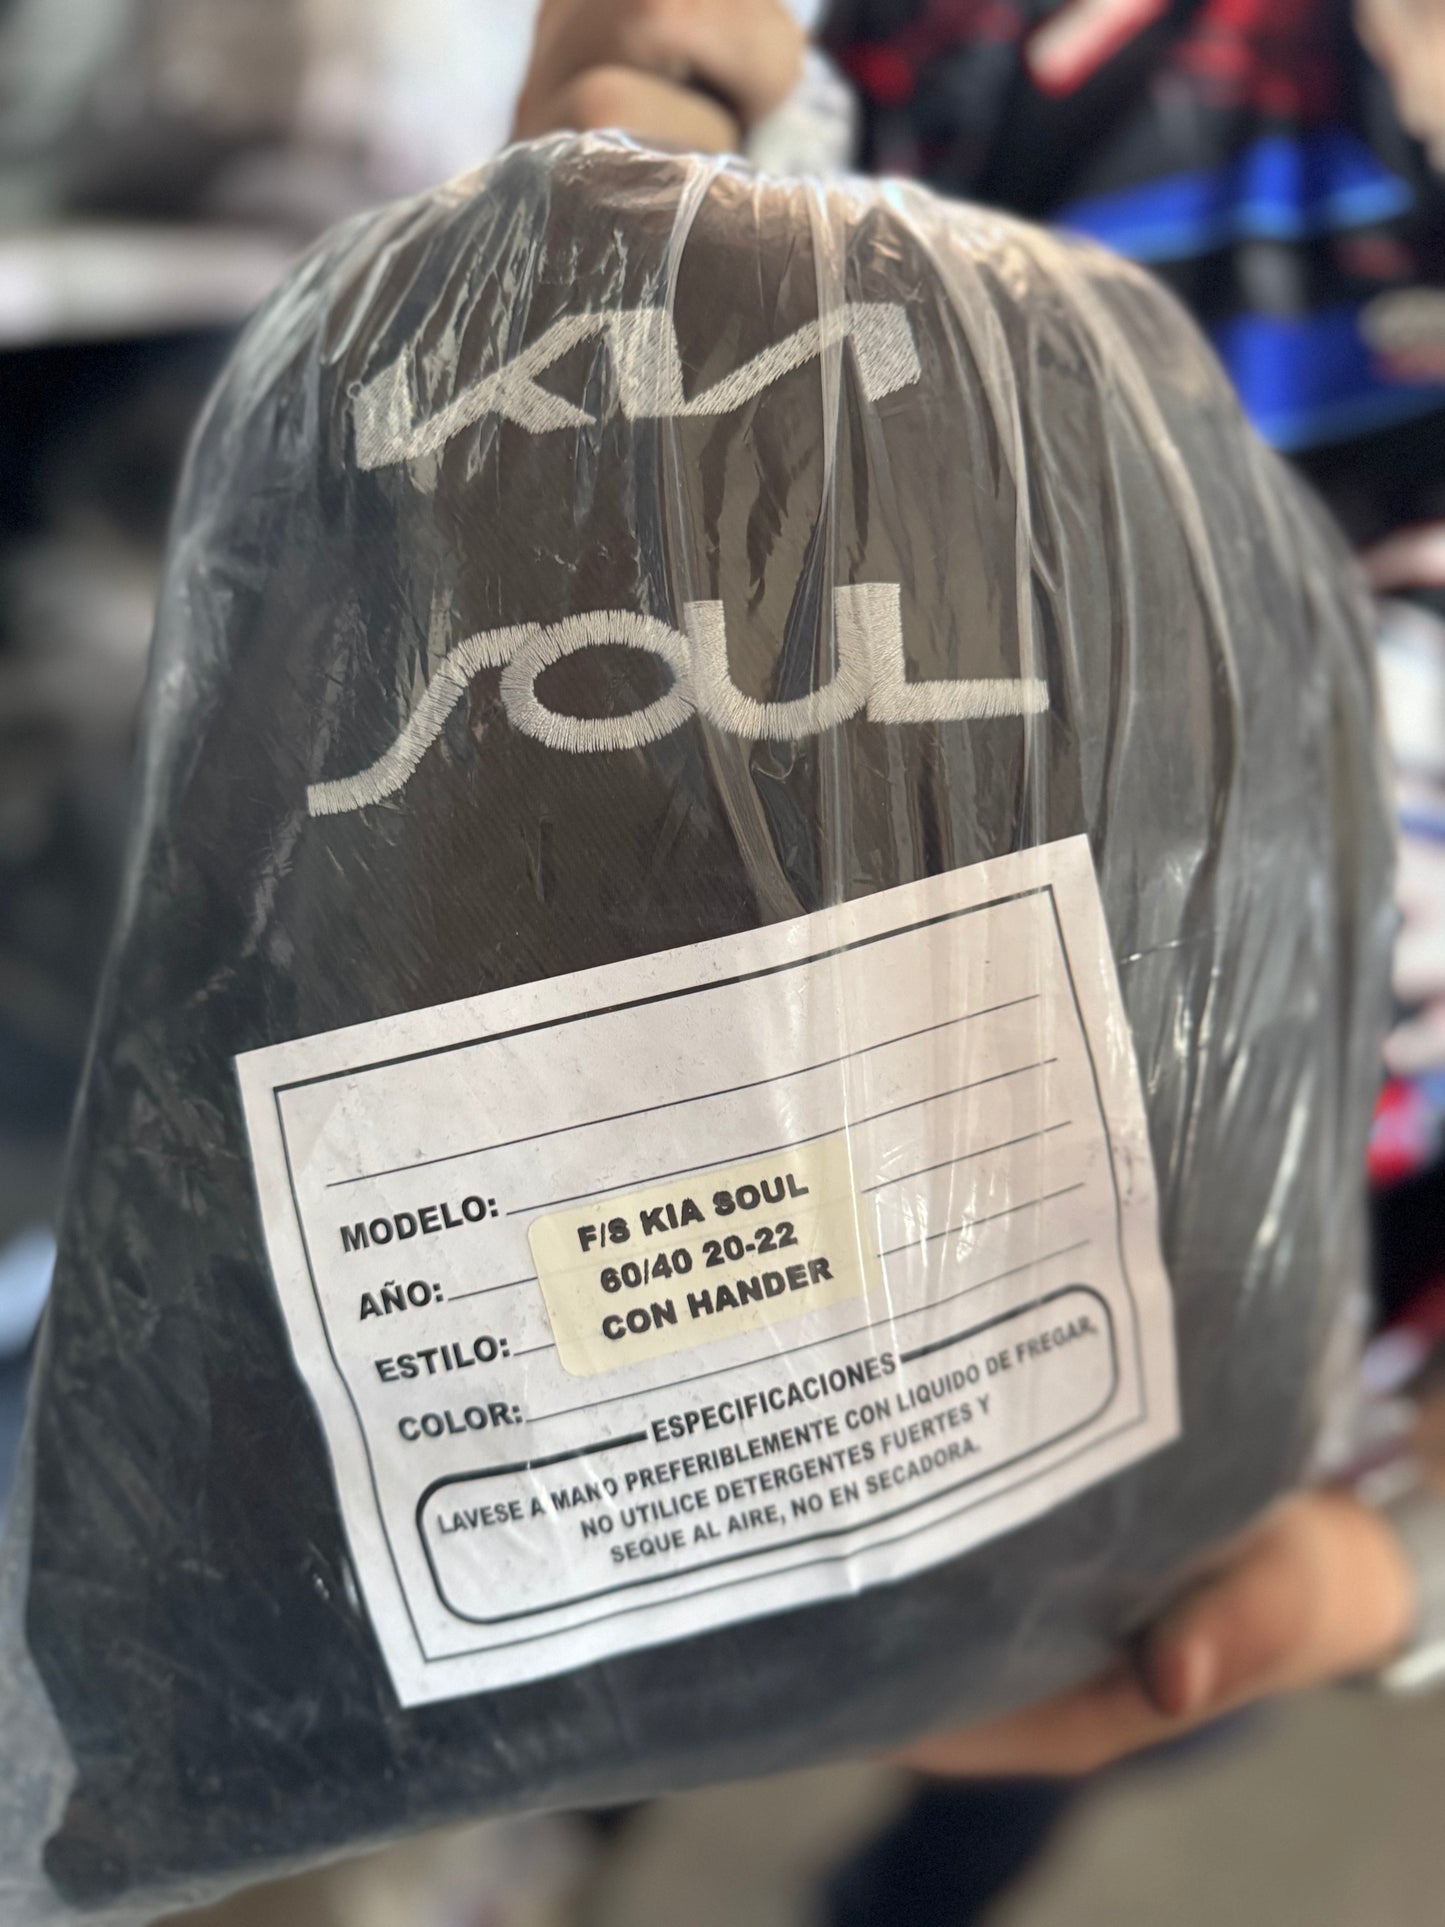 KIA
SOUL
MODELO:
AÑO:
ESTILO:
COLOR:
F/S KIA SOUL
60/40 20-22
CON HANDER
ESPECIFICACIONES
LAVESE A MANO PREFERIBLEMENTE CON LIQUIDO DE FREGAR,
NO UTILICE DETERGENTES FUERTES Y
SEQUE AL AIRE, NO EN SECADORA.